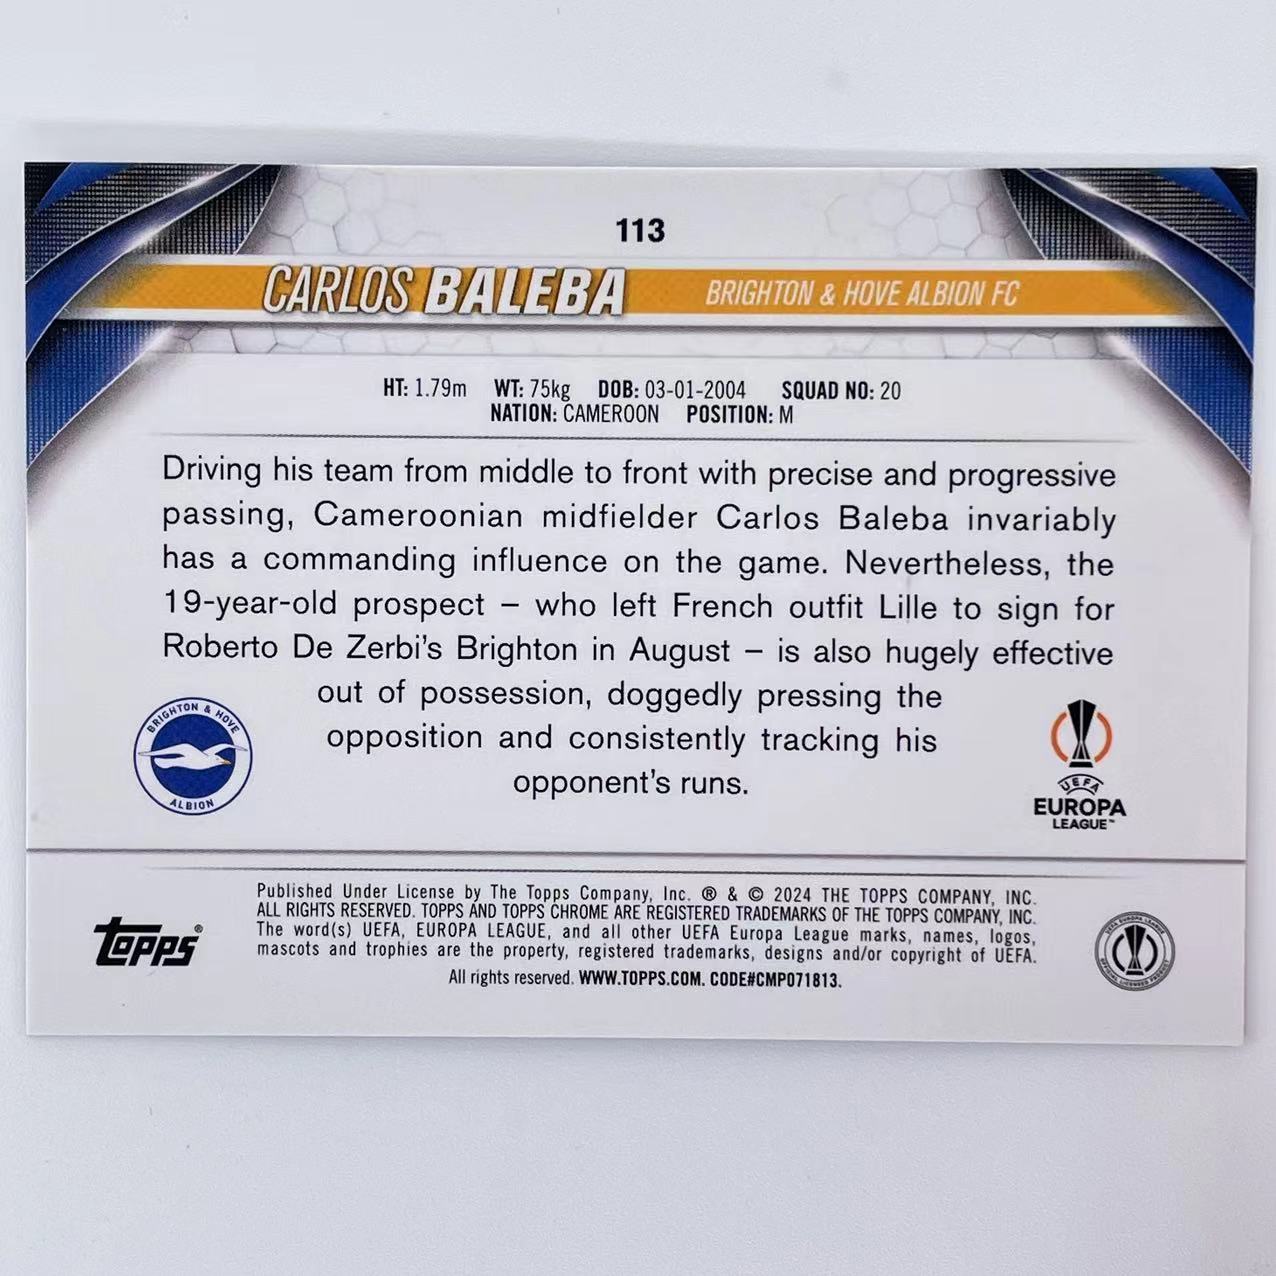 113
CARLOS BALEBA BRIGHTON & HOVE ALBION FC
HT: 1.79m WT: 75kg DOB: 03-01-2004 SQUAD NO: 20
NATION: CAMEROON POSITION: M
Driving his team from middle to front with precise and progressive
passing, Cameroonian midfielder Carlos Baleba invariably
has a commanding influence on the game. Nevertheless, the
19-year-old prospect – who left French outfit Lille to sign for
Roberto De Zerbi's Brighton in August – is also hugely effective
out of possession, doggedly pressing the
opposition and consistently tracking his
opponent's runs.
BRIGHTON & HOVE
ALBION
UEFA
EUROPA
LEAGUE™
Published Under License by The Topps Company, Inc. ® & © 2024 THE TOPPS COMPANY, INC.
ALL RIGHTS RESERVED. TOPPS AND TOPPS CHROME ARE REGISTERED TRADEMARKS OF THE TOPPS COMPANY, INC.
The word(s) UEFA, EUROPA LEAGUE, and all other UEFA Europa League marks, names, logos,
mascots and trophies are the property, registered trademarks, designs and/or copyright of UEFA.
All rights reserved. WWW.TOPPS.COM. CODE#CMP071813.
Topps®
UEFA EUROPA LEAGUE
OFFICIAL LICENSED PRODUCT